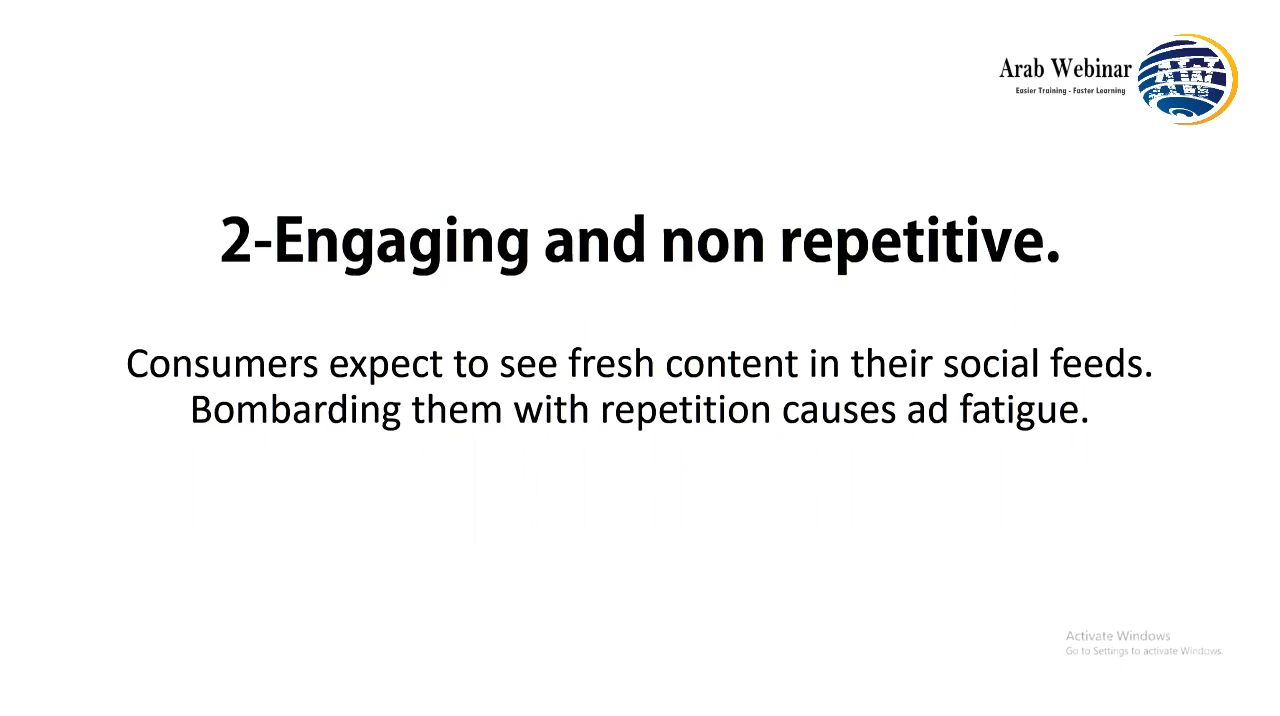 Arab Webinar
Easier Training - Faster Learning
2-Engaging and non repetitive.
Consumers expect to see fresh content in their social feeds.
Bombarding them with repetition causes ad fatigue.
Activate Windows
Go to Settings to activate Windows.